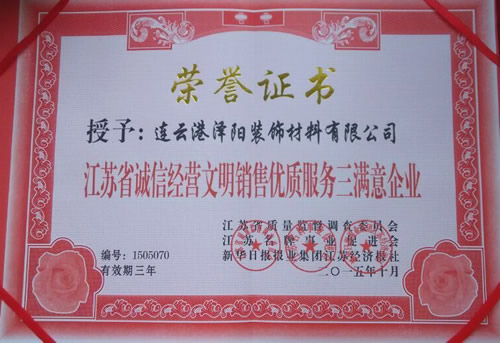 荣誉证书
授予：连云港泽阳装饰材料有限公司
江苏省诚信经营文明销售优质服务三满意企业
江苏省质量监督调查委员会
江苏名牌事业促进会
新华日报报业集团江苏经济报社
二〇一五年十月
编号：1505070
有效期三年